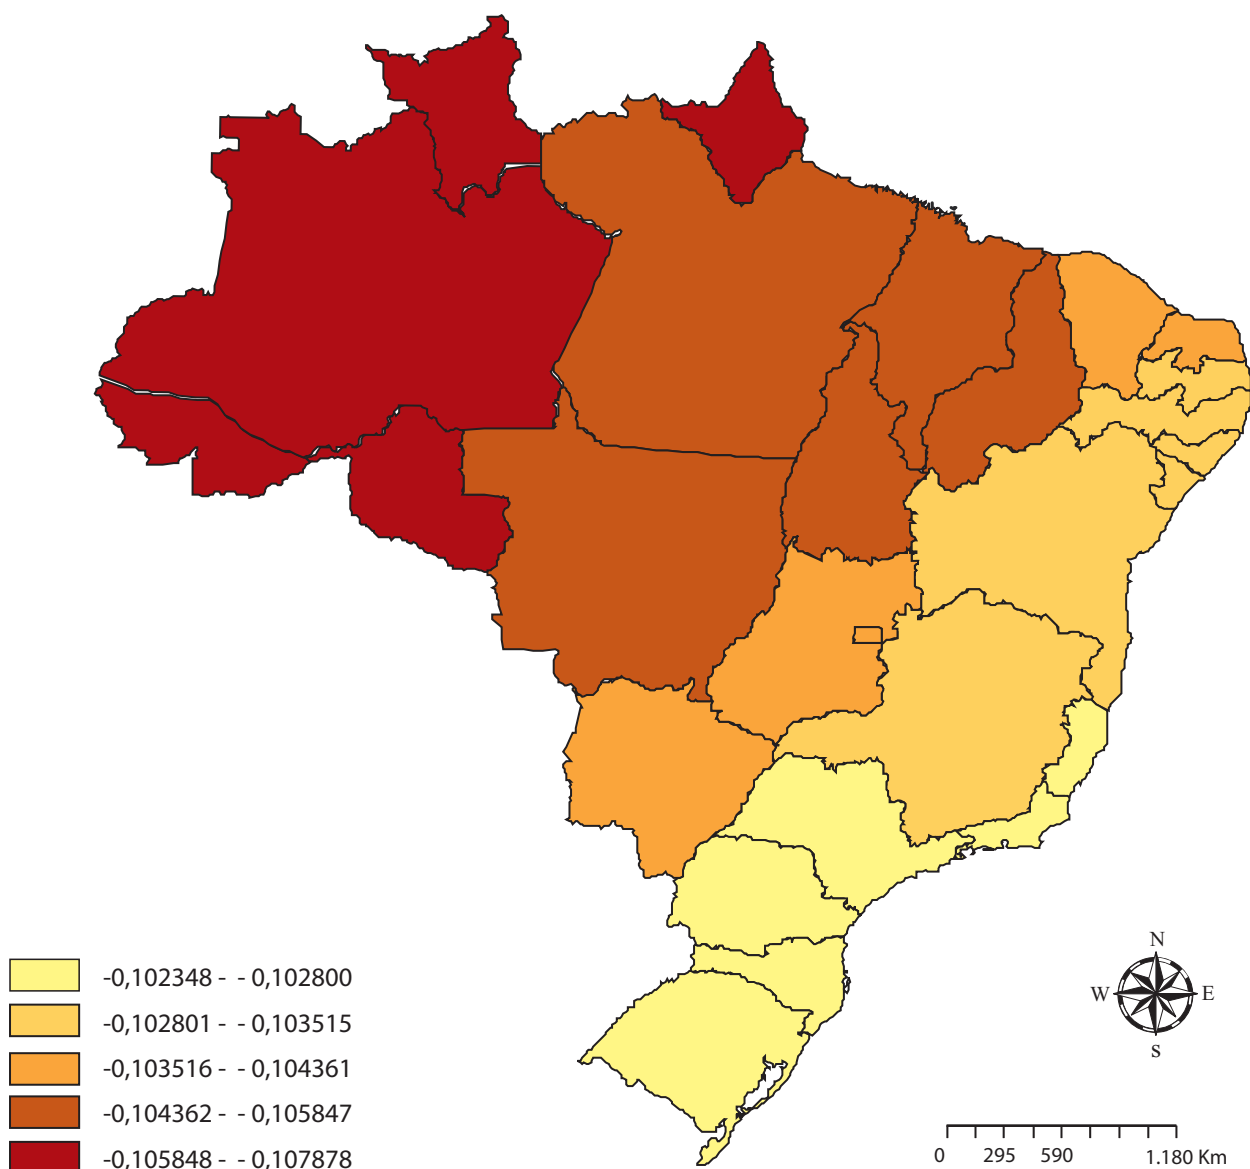 -0,102348 - - 0,102800
-0,102801 - - 0,103515
-0,103516 - - 0,104361
-0,104362 - - 0,105847
-0,105848 - - 0,107878
N
W E
S
0 295 590 1.180 Km